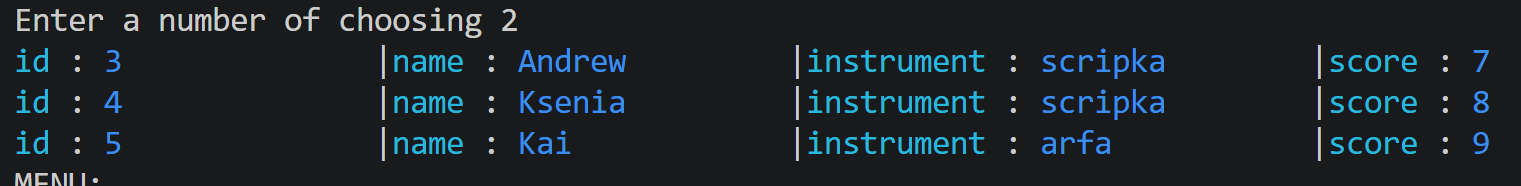 Enter a number of choosing 2
id : 3 |name : Andrew |instrument : scripka |score : 7
id : 4 |name : Ksenia |instrument : scripka |score : 8
id : 5 |name : Kai |instrument : arfa |score : 9
MENU: